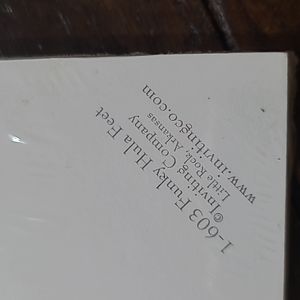 1-603 Funky Hula Feet
©Inviting Company
Little Rock, Arkansas
www.invitingco.com